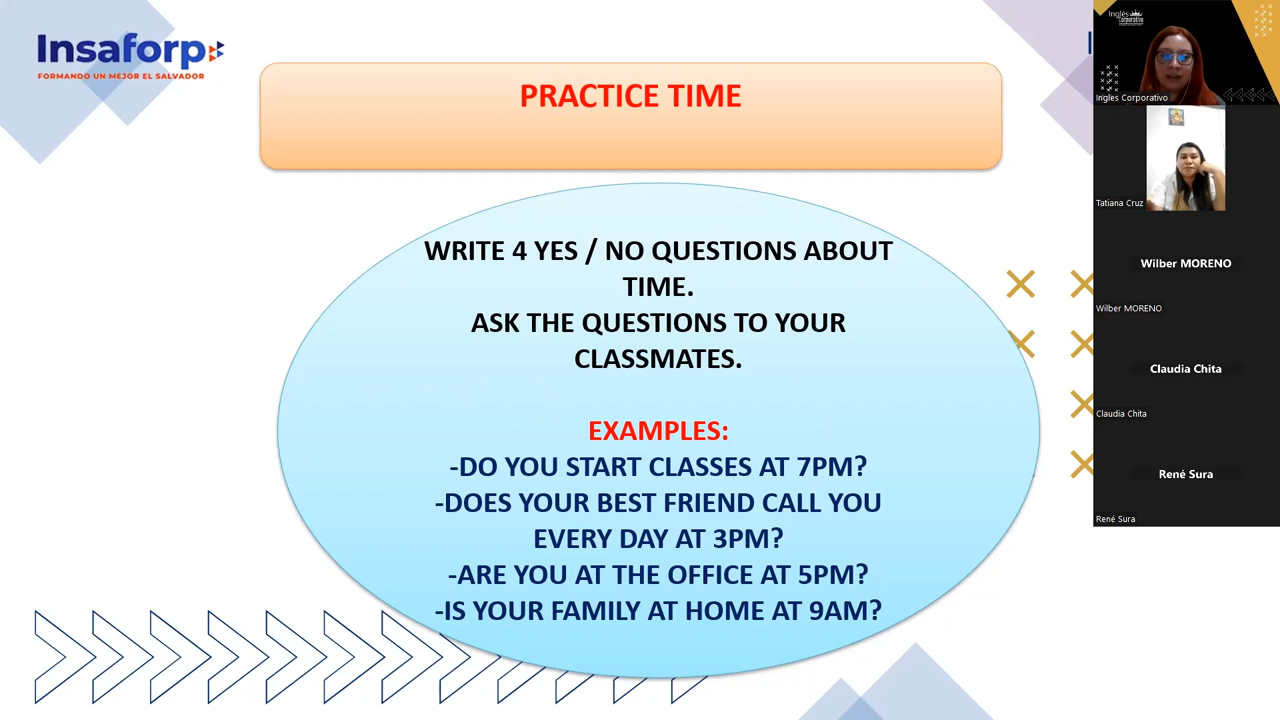 Insaforp
FORMANDO UN MEJOR EL SALVADOR
PRACTICE TIME
WRITE 4 YES / NO QUESTIONS ABOUT
TIME.
ASK THE QUESTIONS TO YOUR
CLASSMATES.
EXAMPLES:
-DO YOU START CLASSES AT 7PM?
-DOES YOUR BEST FRIEND CALL YOU
EVERY DAY AT 3PM?
-ARE YOU AT THE OFFICE AT 5PM?
-IS YOUR FAMILY AT HOME AT 9AM?
Inglés
Corporativo
Ingles Corporativo
Tatiana Cruz
Wilber MORENO
Wilber MORENO
Claudia Chita
Claudia Chita
René Sura
René Sura